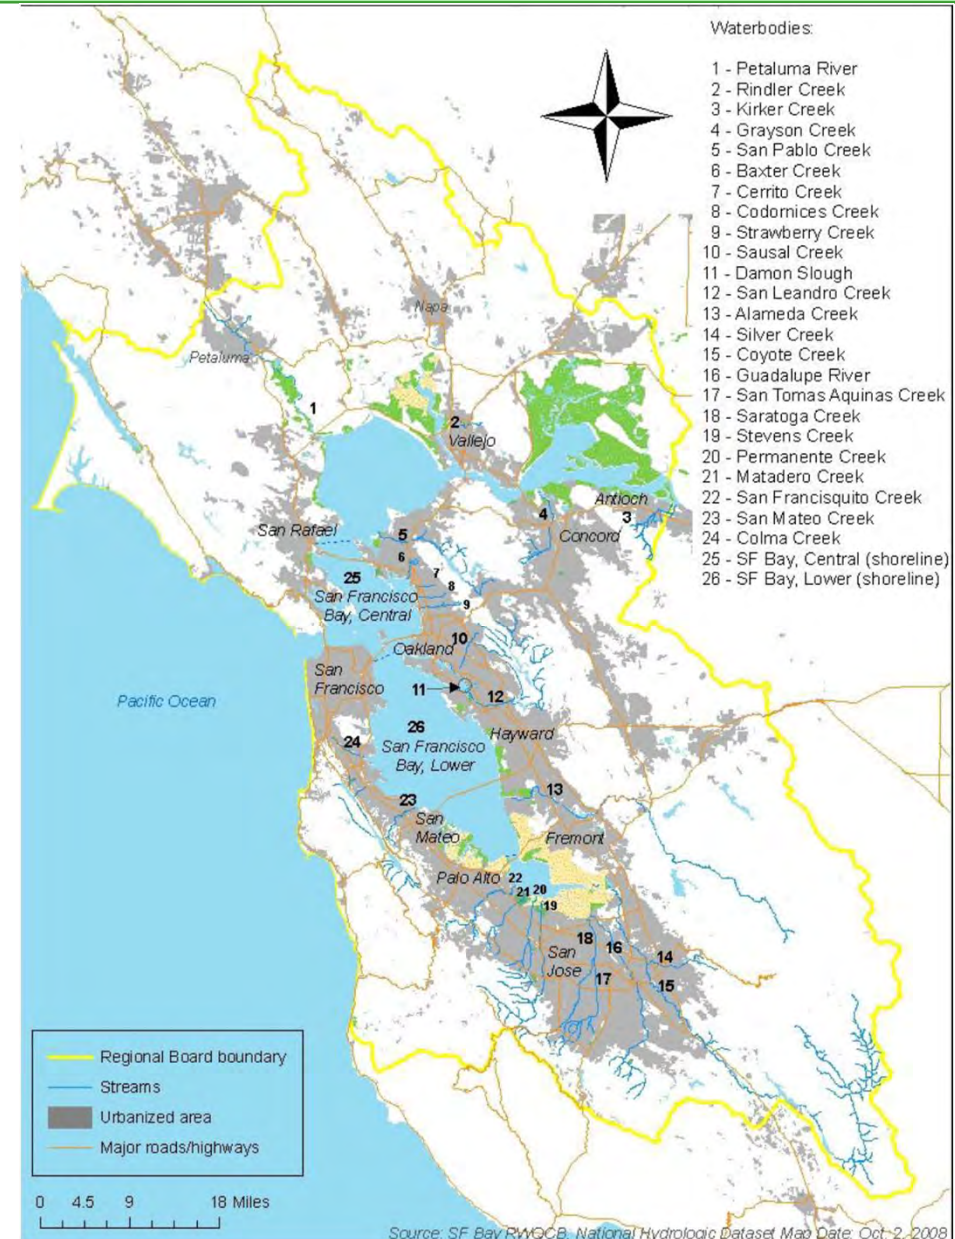 Waterbodies:
1 - Petaluma River
2 - Rindler Creek
3 - Kirker Creek
4 - Grayson Creek
5 - San Pablo Creek
6 - Baxter Creek
7 - Cerrito Creek
8 - Codornices Creek
9 - Strawberry Creek
10 - Sausal Creek
11 - Damon Slough
12 - San Leandro Creek
13 - Alameda Creek
14 - Silver Creek
15 - Coyote Creek
16 - Guadalupe River
17 - San Tomas Aquinas Creek
18 - Saratoga Creek
19 - Stevens Creek
20 - Permanente Creek
21 - Matadero Creek
22 - San Francisquito Creek
23 - San Mateo Creek
24 - Colma Creek
25 - SF Bay, Central (shoreline)
26 - SF Bay, Lower (shoreline)
Napa
Petaluma
1
2
Vallejo
Antioch
4
3
Concord
San Rafael
5
6
7
25
8
San Francisco
Bay, Central
9
10
Oakland
San
Francisco
11
12
Pacific Ocean
26
Hayward
24
San Francisco
Bay, Lower
13
23
San
Mateo
Fremont
Palo Alto
22
21
20
19
18
16
San
Jose
14
17
15
Regional Board boundary
Streams
Urbanized area
Major roads/highways
0 4.5 9 18 Miles
Source: SF Bay RWQCB, National Hydrologic Dataset Map Date: Oct. 2, 2008